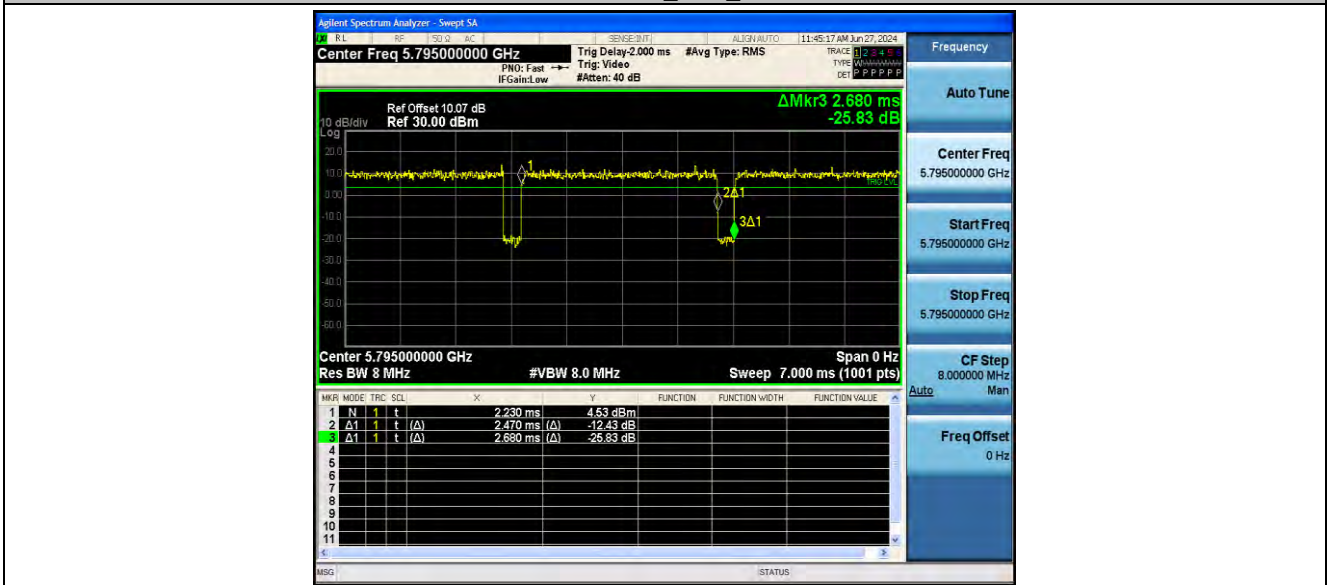 Agilent Spectrum Analyzer - Swept SA
RL RF 50 Ω AC SENSE:INT ALIGN AUTO 11:45:17 AM Jun 27, 2024
Center Freq 5.795000000 GHz
PNO: Fast
IFGain:Low
Trig Delay-2.000 ms
Trig: Video
#Atten: 40 dB
#Avg Type: RMS
TRACE 1 2 3 4 5 6
TYPE
DET P P P P P P
ΔMkr3 2.680 ms
-25.83 dB
Ref Offset 10.07 dB
10 dB/div Ref 30.00 dBm
Log
20.0
10.0
0.00
-10.0
-20.0
-30.0
-40.0
-50.0
-60.0
1
2Δ1
3Δ1
TRIG LVL
Center 5.795000000 GHz Span 0 Hz
Res BW 8 MHz #VBW 8.0 MHz Sweep 7.000 ms (1001 pts)
MKR MODE TRC SCL X Y FUNCTION FUNCTION WIDTH FUNCTION VALUE
1 N 1 t 2.230 ms 4.53 dBm
2 Δ1 1 t (Δ) 2.470 ms (Δ) -12.43 dB
3 Δ1 1 t (Δ) 2.680 ms (Δ) -25.83 dB
4
5
6
7
8
9
10
11
MSG STATUS
Frequency
Auto Tune
Center Freq
5.795000000 GHz
Start Freq
5.795000000 GHz
Stop Freq
5.795000000 GHz
CF Step
8.000000 MHz
Auto Man
Freq Offset
0 Hz